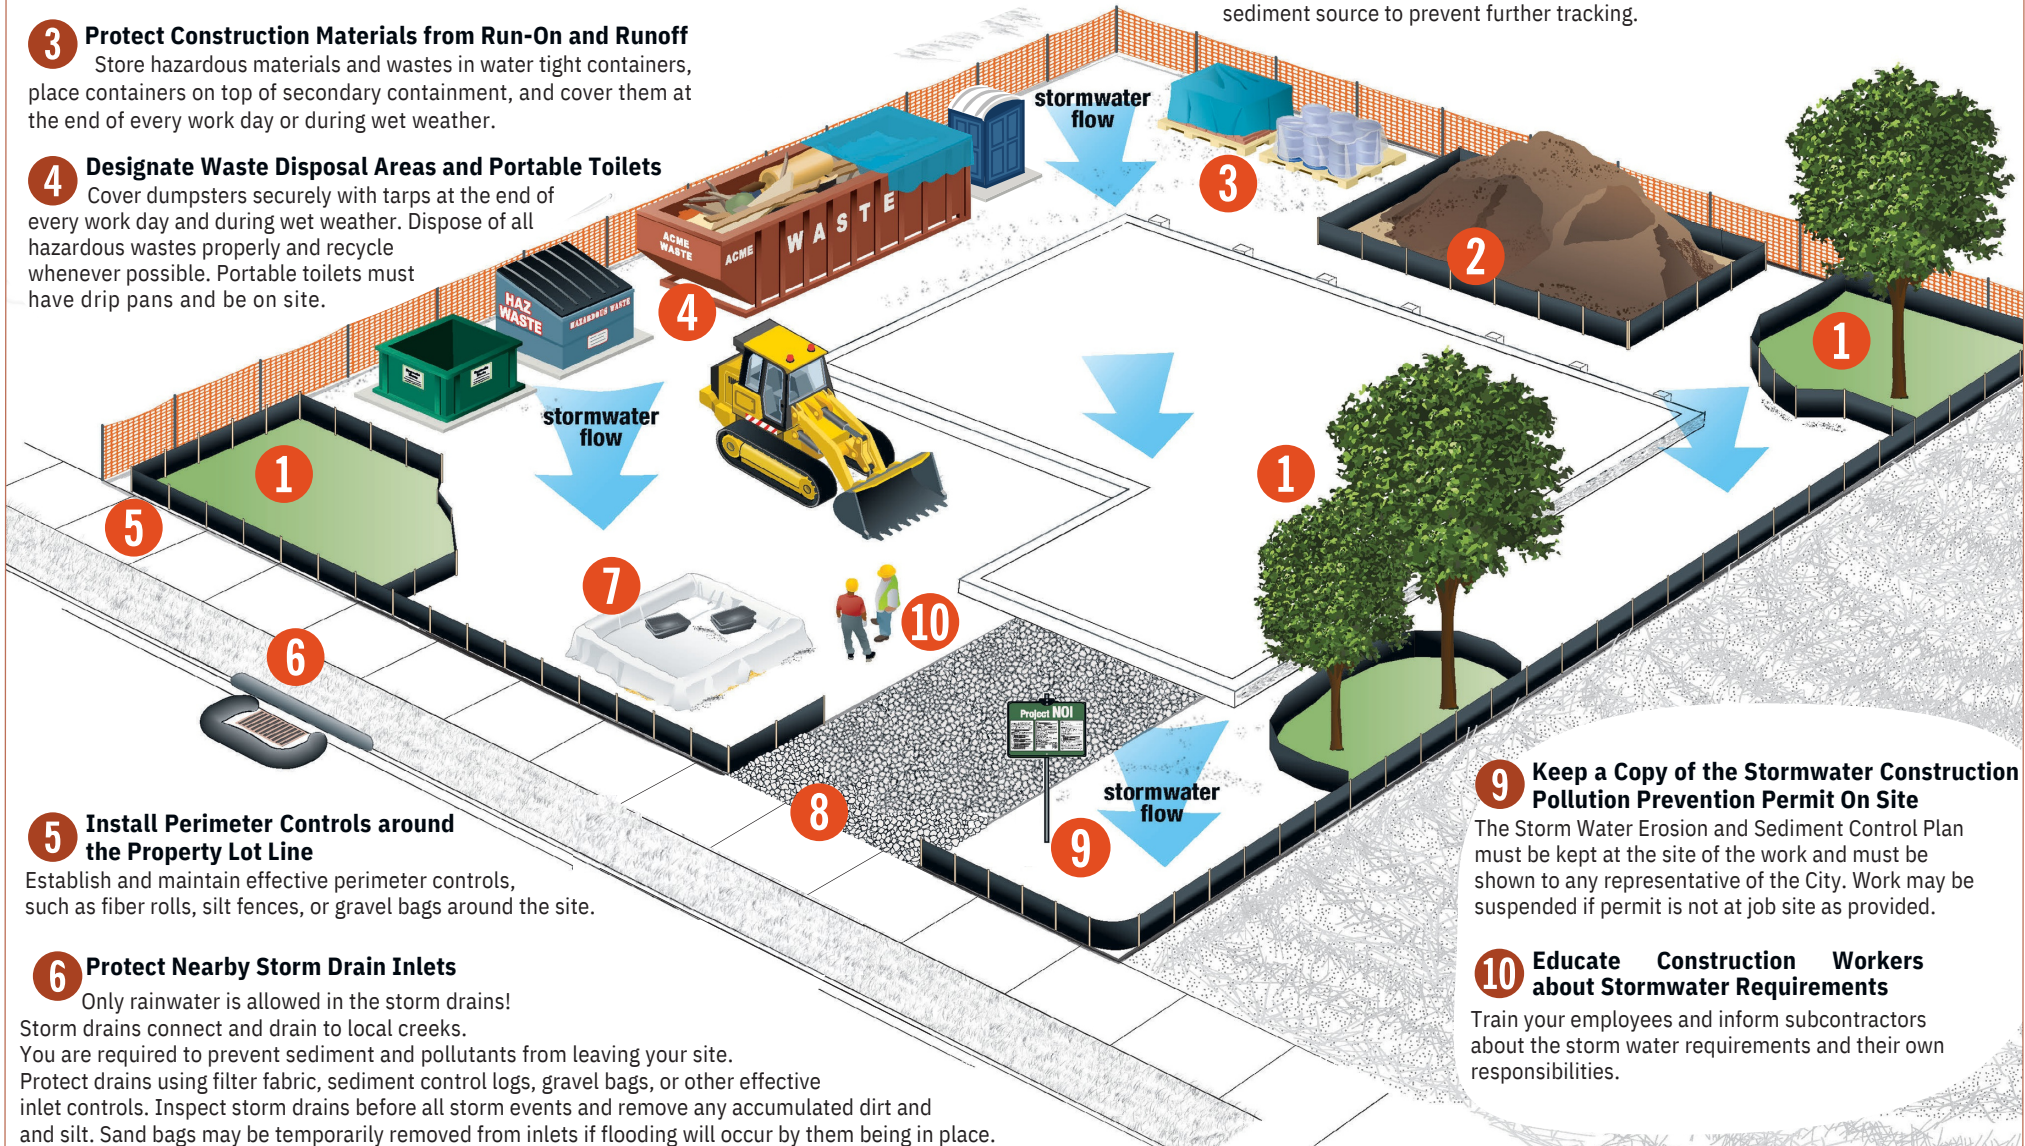 sediment source to prevent further tracking.
3 Protect Construction Materials from Run-On and Runoff
Store hazardous materials and wastes in water tight containers,
place containers on top of secondary containment, and cover them at
the end of every work day or during wet weather.
4 Designate Waste Disposal Areas and Portable Toilets
Cover dumpsters securely with tarps at the end of
every work day and during wet weather. Dispose of all
hazardous wastes properly and recycle
whenever possible. Portable toilets must
have drip pans and be on site.
stormwater
flow
3
2
1
ACME
WASTE
ACME
WASTE
4
HAZ
WASTE
HAZARDOUS WASTE
stormwater
flow
1
1
5
7
10
6
Project NOI
8
stormwater
flow
9
5 Install Perimeter Controls around
the Property Lot Line
Establish and maintain effective perimeter controls,
such as fiber rolls, silt fences, or gravel bags around the site.
6 Protect Nearby Storm Drain Inlets
Only rainwater is allowed in the storm drains!
Storm drains connect and drain to local creeks.
You are required to prevent sediment and pollutants from leaving your site.
Protect drains using filter fabric, sediment control logs, gravel bags, or other effective
inlet controls. Inspect storm drains before all storm events and remove any accumulated dirt and
and silt. Sand bags may be temporarily removed from inlets if flooding will occur by them being in place.
9 Keep a Copy of the Stormwater Construction
Pollution Prevention Permit On Site
The Storm Water Erosion and Sediment Control Plan
must be kept at the site of the work and must be
shown to any representative of the City. Work may be
suspended if permit is not at job site as provided.
10 Educate Construction Workers
about Stormwater Requirements
Train your employees and inform subcontractors
about the storm water requirements and their own
responsibilities.